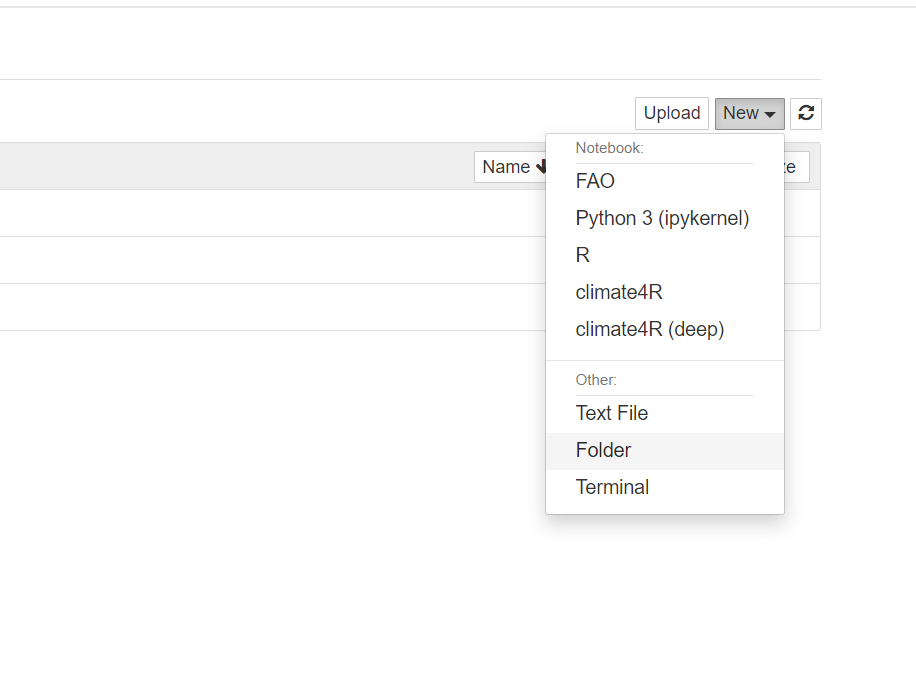 Upload New
Name
Notebook:
FAO
Python 3 (ipykernel)
R
climate4R
climate4R (deep)
Other:
Text File
Folder
Terminal